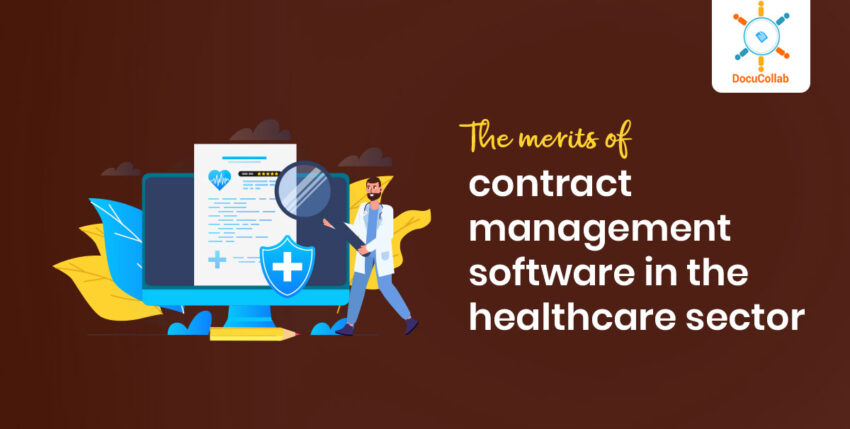 DocuCollab
The merits of
contract
management
software in the
healthcare sector